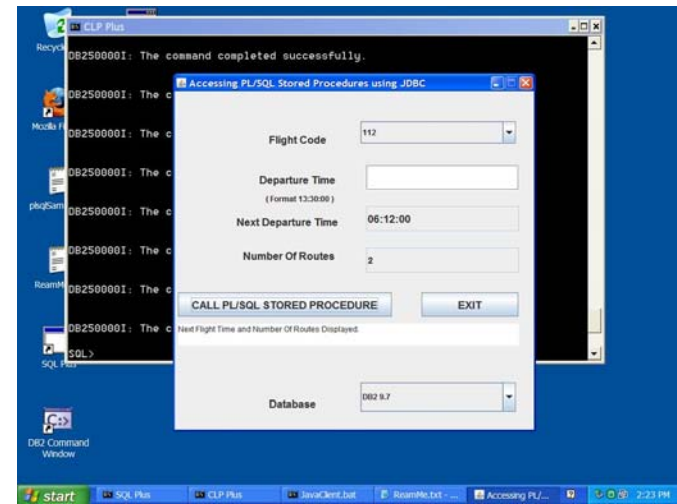 CLP Plus
Recycl
DB250000I: The command completed successfully.
Accessing PL/SQL Stored Procedures using JDBC
DB250000I: The c
Mozilla Fi
DB250000I: The c
Flight Code
112
DB250000I: The c
Departure Time
(Format 13:30:00 )
plsqlSam
DB250000I: The c
Next Departure Time
06:12:00
DB250000I: The c
Number Of Routes
2
ReamM
DB250000I: The c
CALL PL/SQL STORED PROCEDURE
EXIT
DB250000I: The c
Next Flight Time and Number Of Routes Displayed.
SQL>
SQL Plus
Database
DB2 9.7
DB2 Command
Window
start
SQL Plus
CLP Plus
JavaClient.bat
ReamMe.txt - ...
Accessing PL/...
2:23 PM